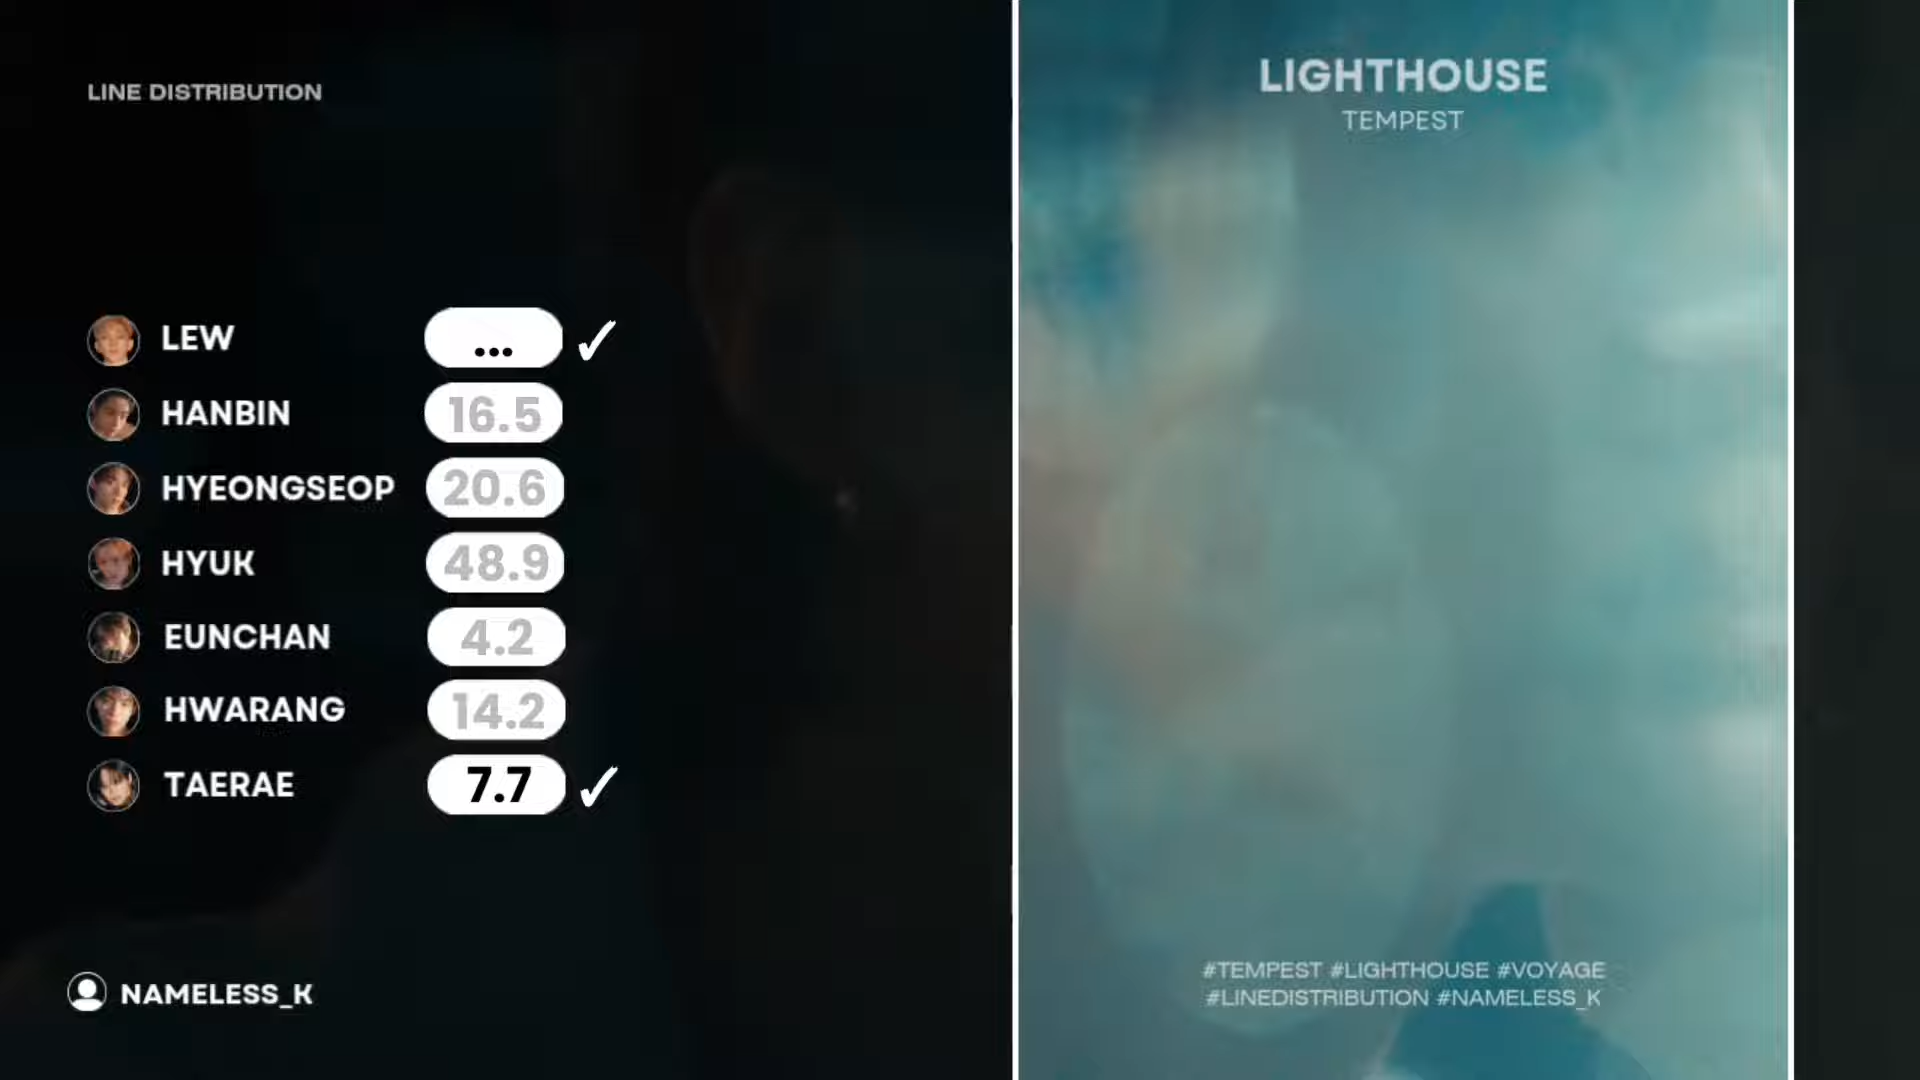 LINE DISTRIBUTION
LEW ... ✓
HANBIN 16.5
HYEONGSEOP 20.6
HYUK 48.9
EUNCHAN 4.2
HWARANG 14.2
TAERAE 7.7 ✓
NAMELESS_K
LIGHTHOUSE
TEMPEST
#TEMPEST #LIGHTHOUSE #VOYAGE
#LINEDISTRIBUTION #NAMELESS_K